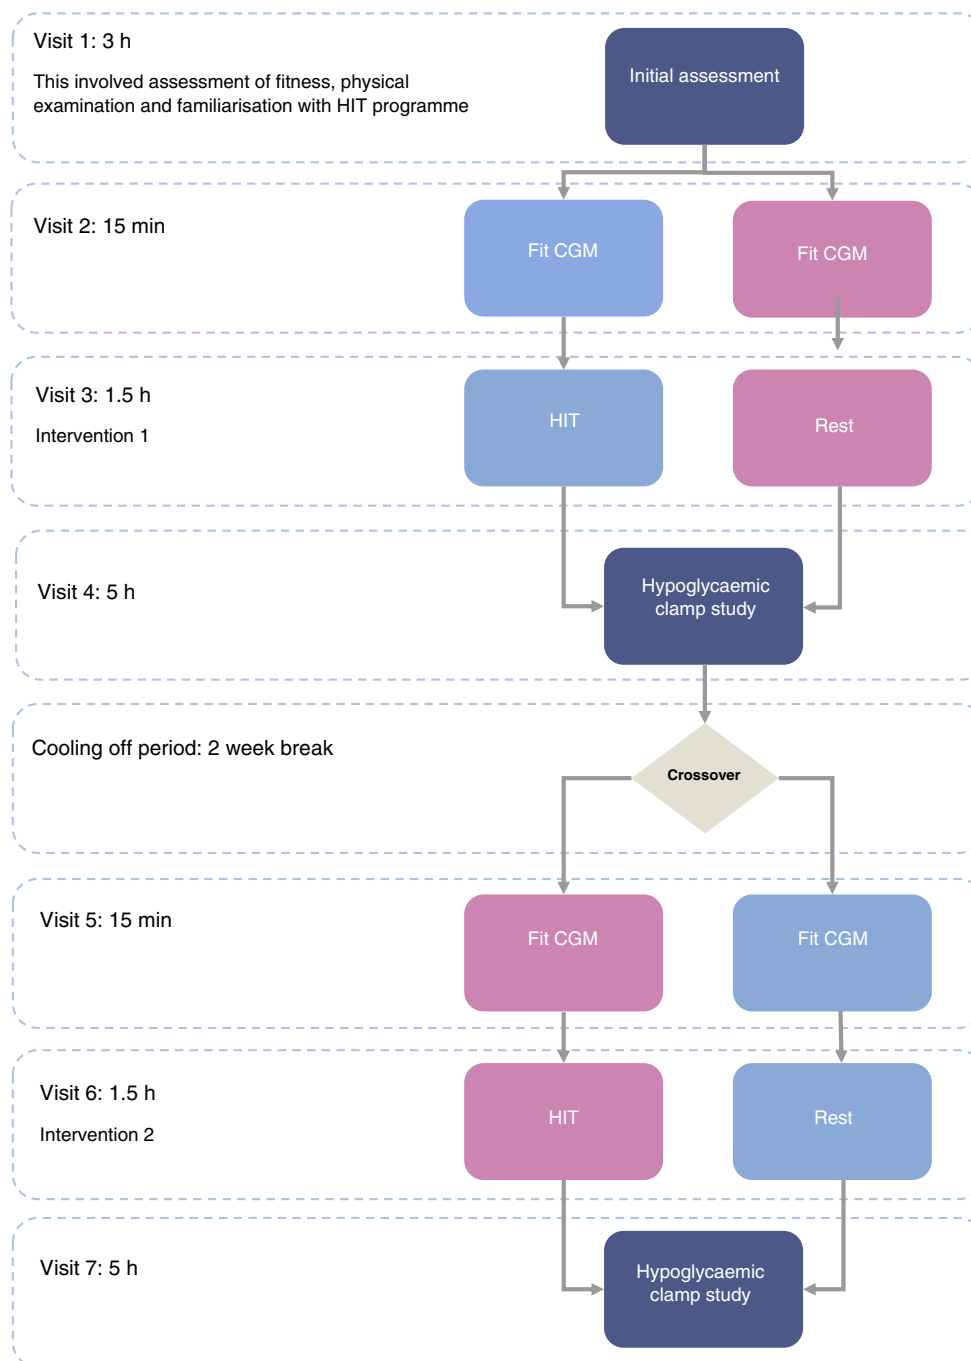 Visit 1: 3 h
This involved assessment of fitness, physical
examination and familiarisation with HIT programme
Initial assessment
Visit 2: 15 min
Fit CGM
Fit CGM
Visit 3: 1.5 h
Intervention 1
HIT
Rest
Visit 4: 5 h
Hypoglycaemic
clamp study
Cooling off period: 2 week break
Crossover
Visit 5: 15 min
Fit CGM
Fit CGM
Visit 6: 1.5 h
Intervention 2
HIT
Rest
Visit 7: 5 h
Hypoglycaemic
clamp study